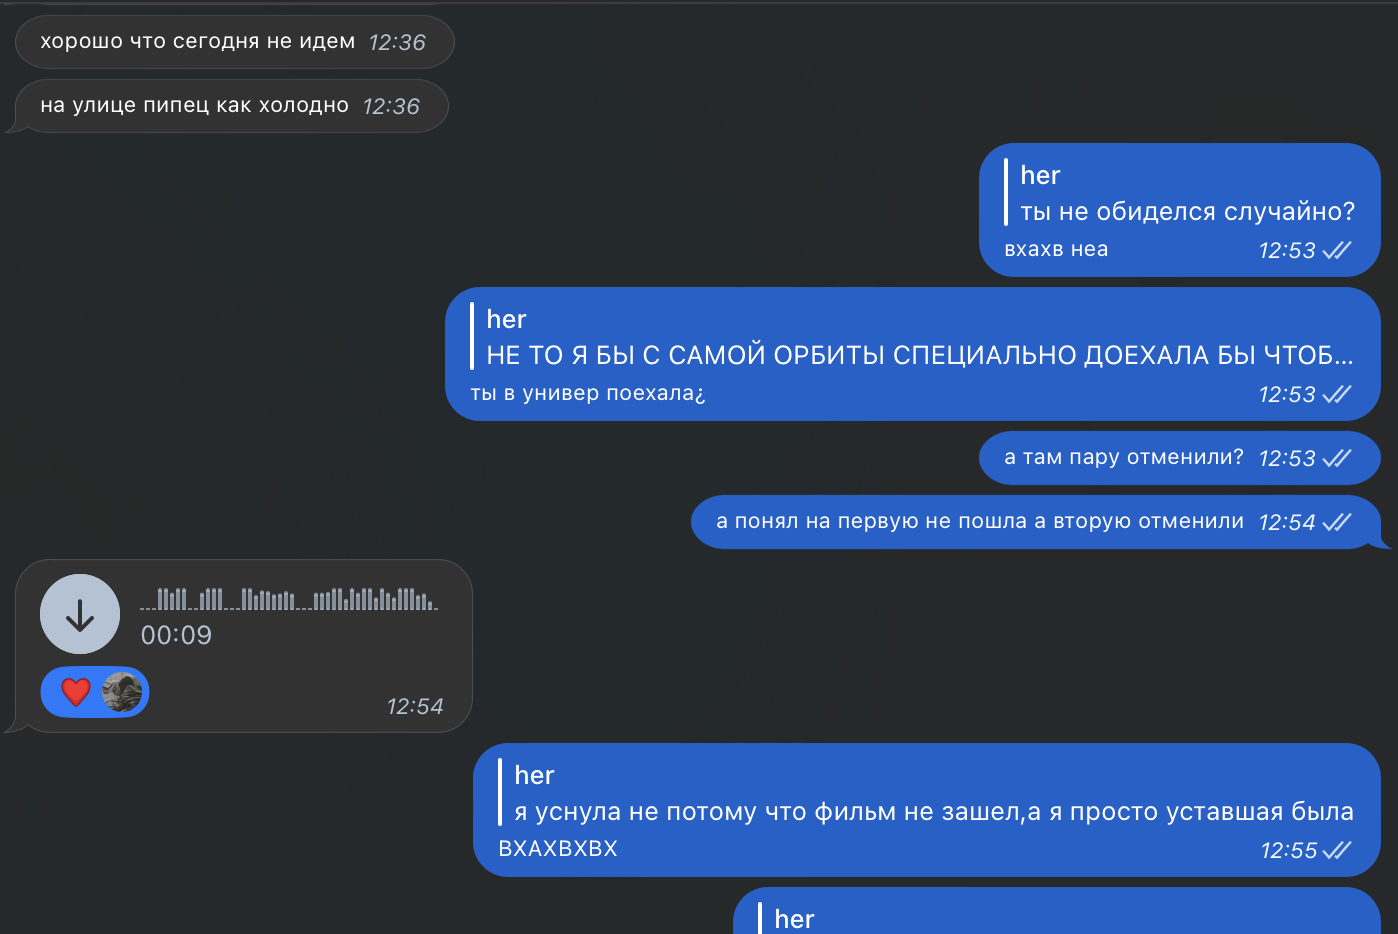 хорошо что сегодня не идем 12:36
на улице пипец как холодно 12:36
her
ты не обиделся случайно?
вхахв неа 12:53
her
НЕ ТО Я БЫ С САМОЙ ОРБИТЫ СПЕЦИАЛЬНО ДОЕХАЛА БЫ ЧТОБ...
ты в универ поехала¿ 12:53
а там пару отменили? 12:53
а понял на первую не пошла а вторую отменили 12:54
00:09
12:54
her
я уснула не потому что фильм не зашел,а я просто уставшая была
ВХАХВХВХ 12:55
her